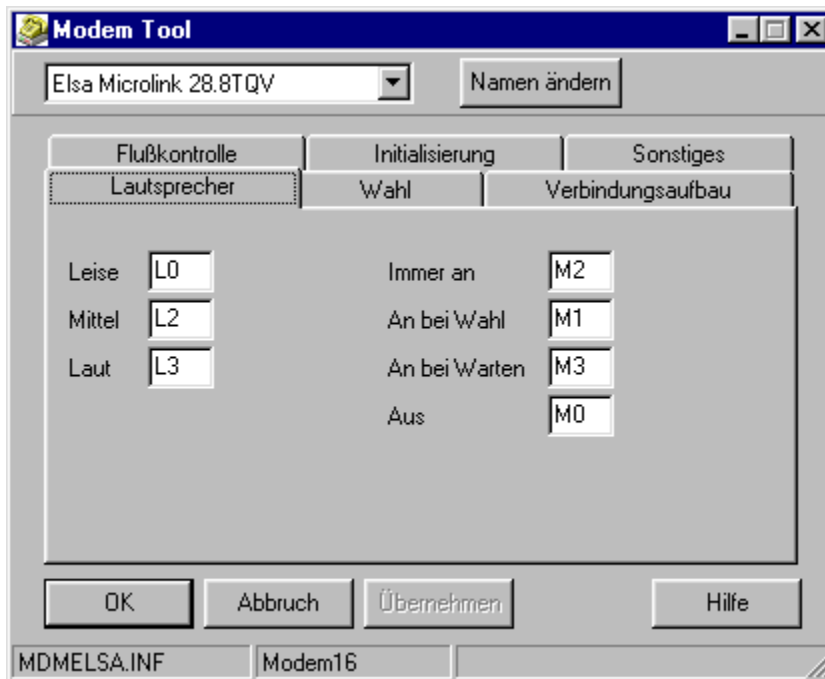 Modem Tool
Elsa Microlink 28.8TQV Namen ändern
Flußkontrolle Initialisierung Sonstiges
Lautsprecher Wahl Verbindungsaufbau
Leise L0 Immer an M2
Mittel L2 An bei Wahl M1
Laut L3 An bei Warten M3
Aus M0
OK Abbruch Übernehmen Hilfe
MDMELSA.INF Modem16